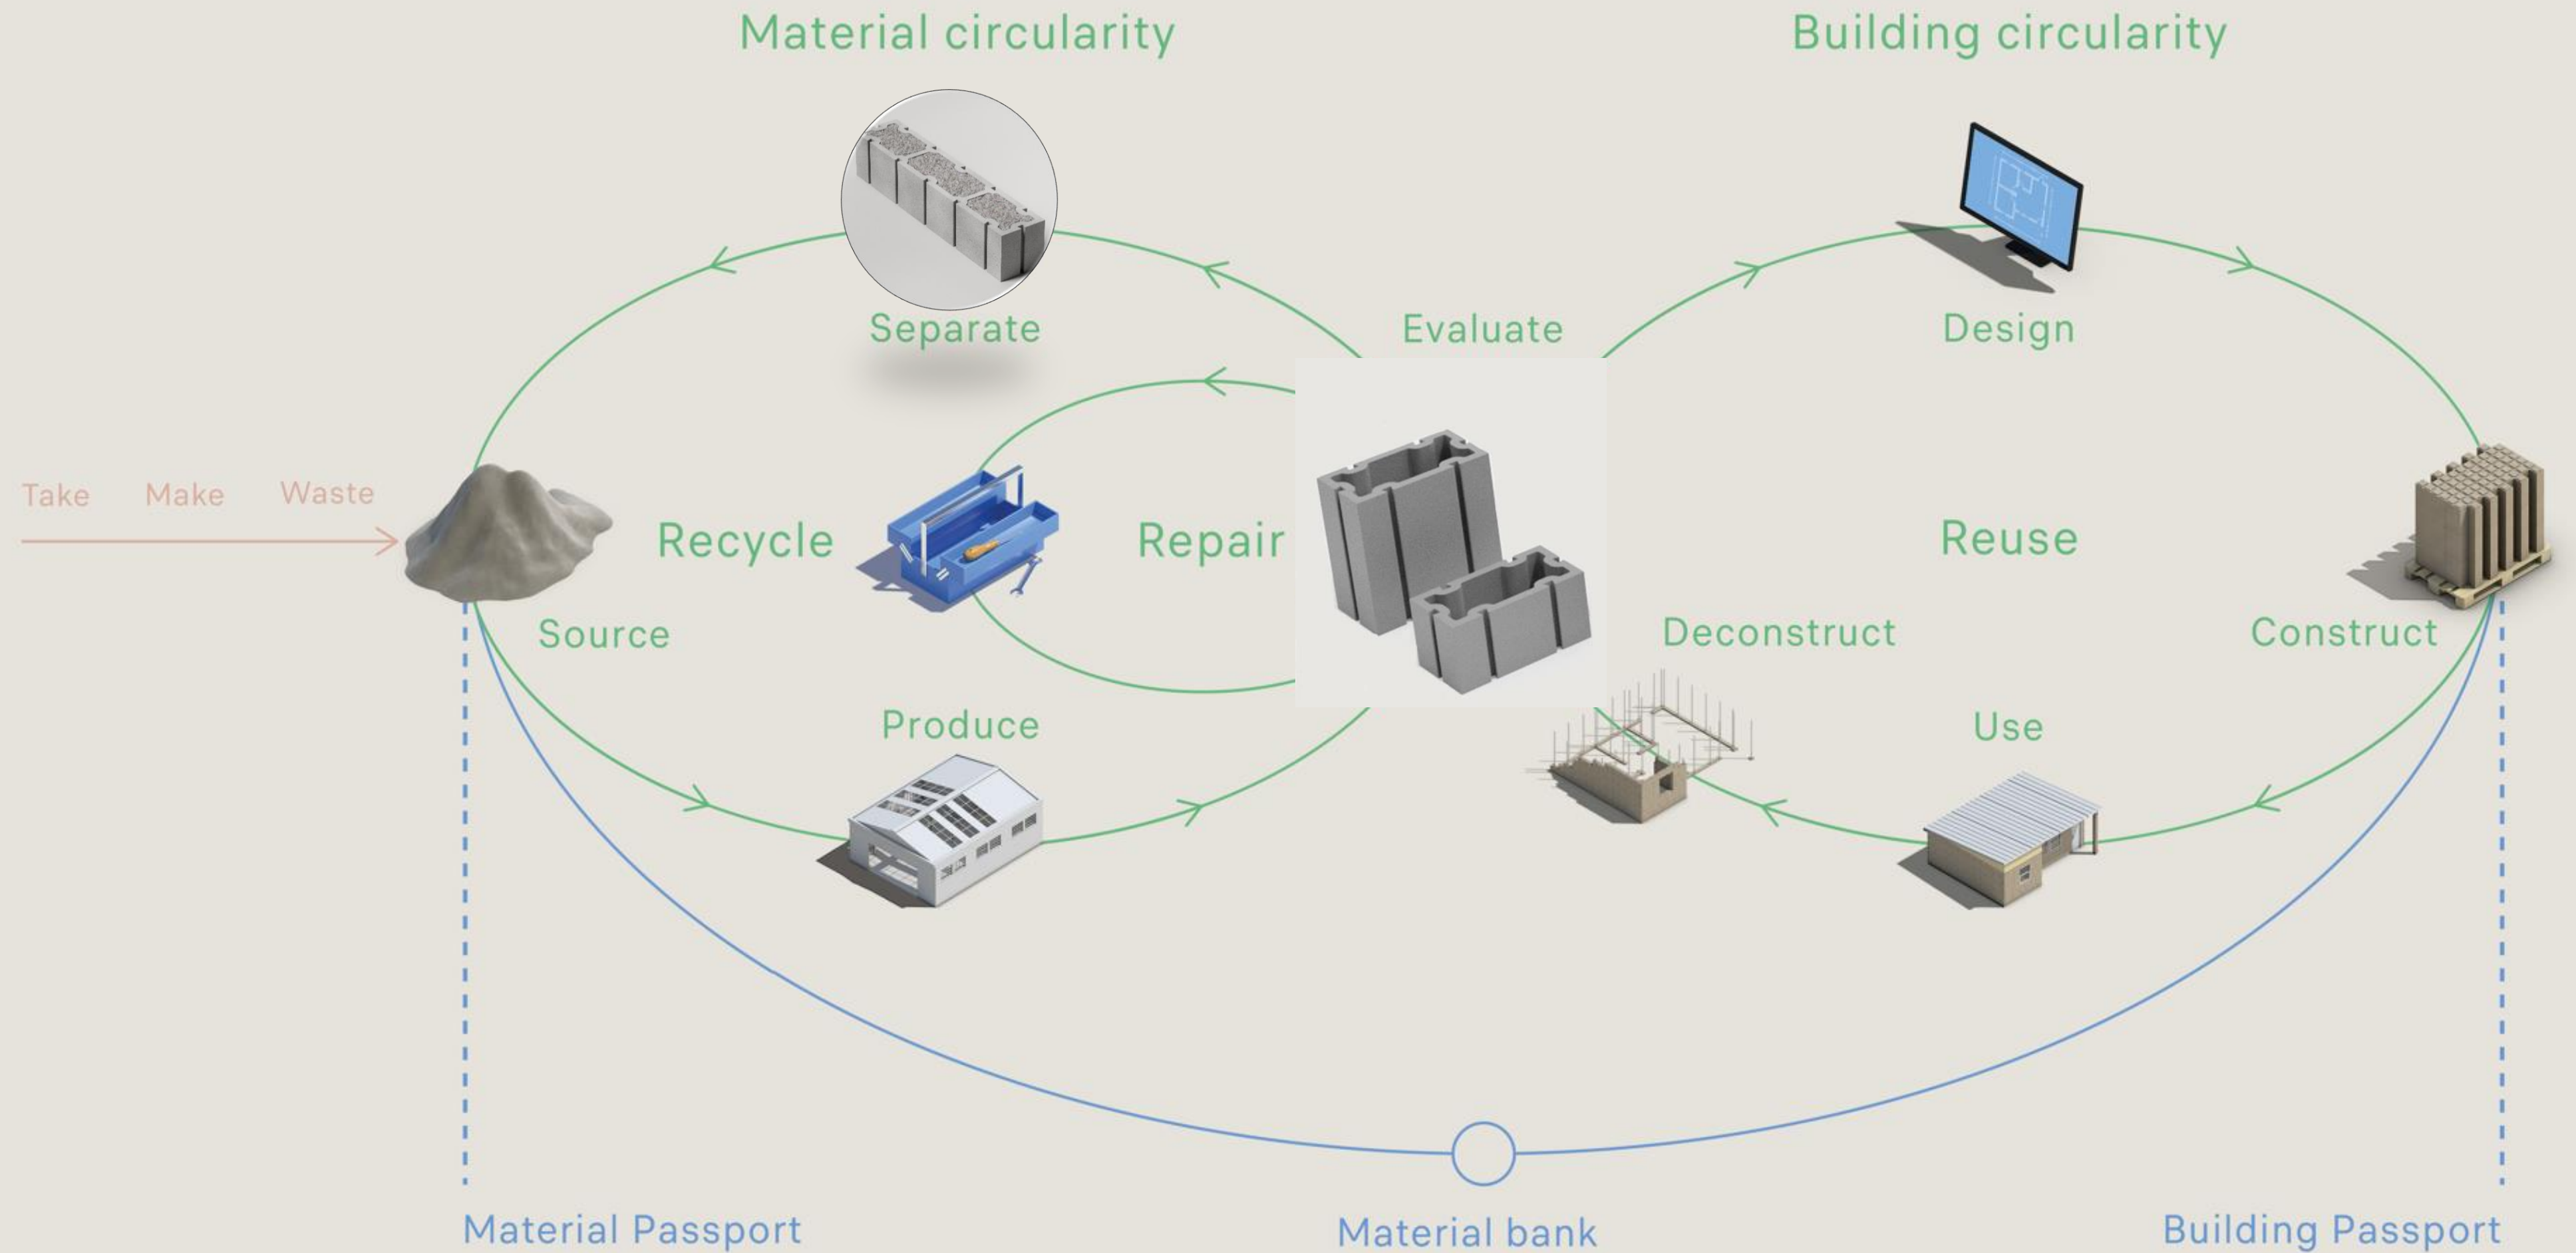 Material circularity
Building circularity
Separate
Evaluate
Design
Take Make Waste
Recycle
Repair
Reuse
Source
Deconstruct
Construct
Produce
Use
Material Passport
Material bank
Building Passport